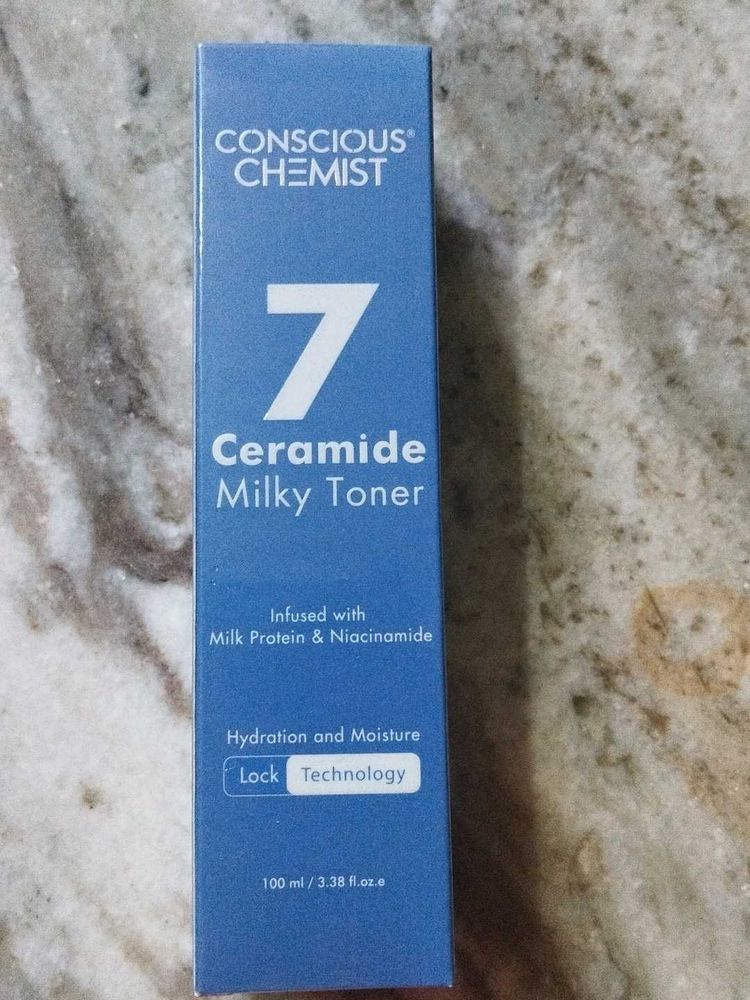 CONSCIOUS®
CHEMIST
7
Ceramide
Milky Toner
Infused with
Milk Protein & Niacinamide
Hydration and Moisture
Lock Technology
100 ml / 3.38 fl.oz.e